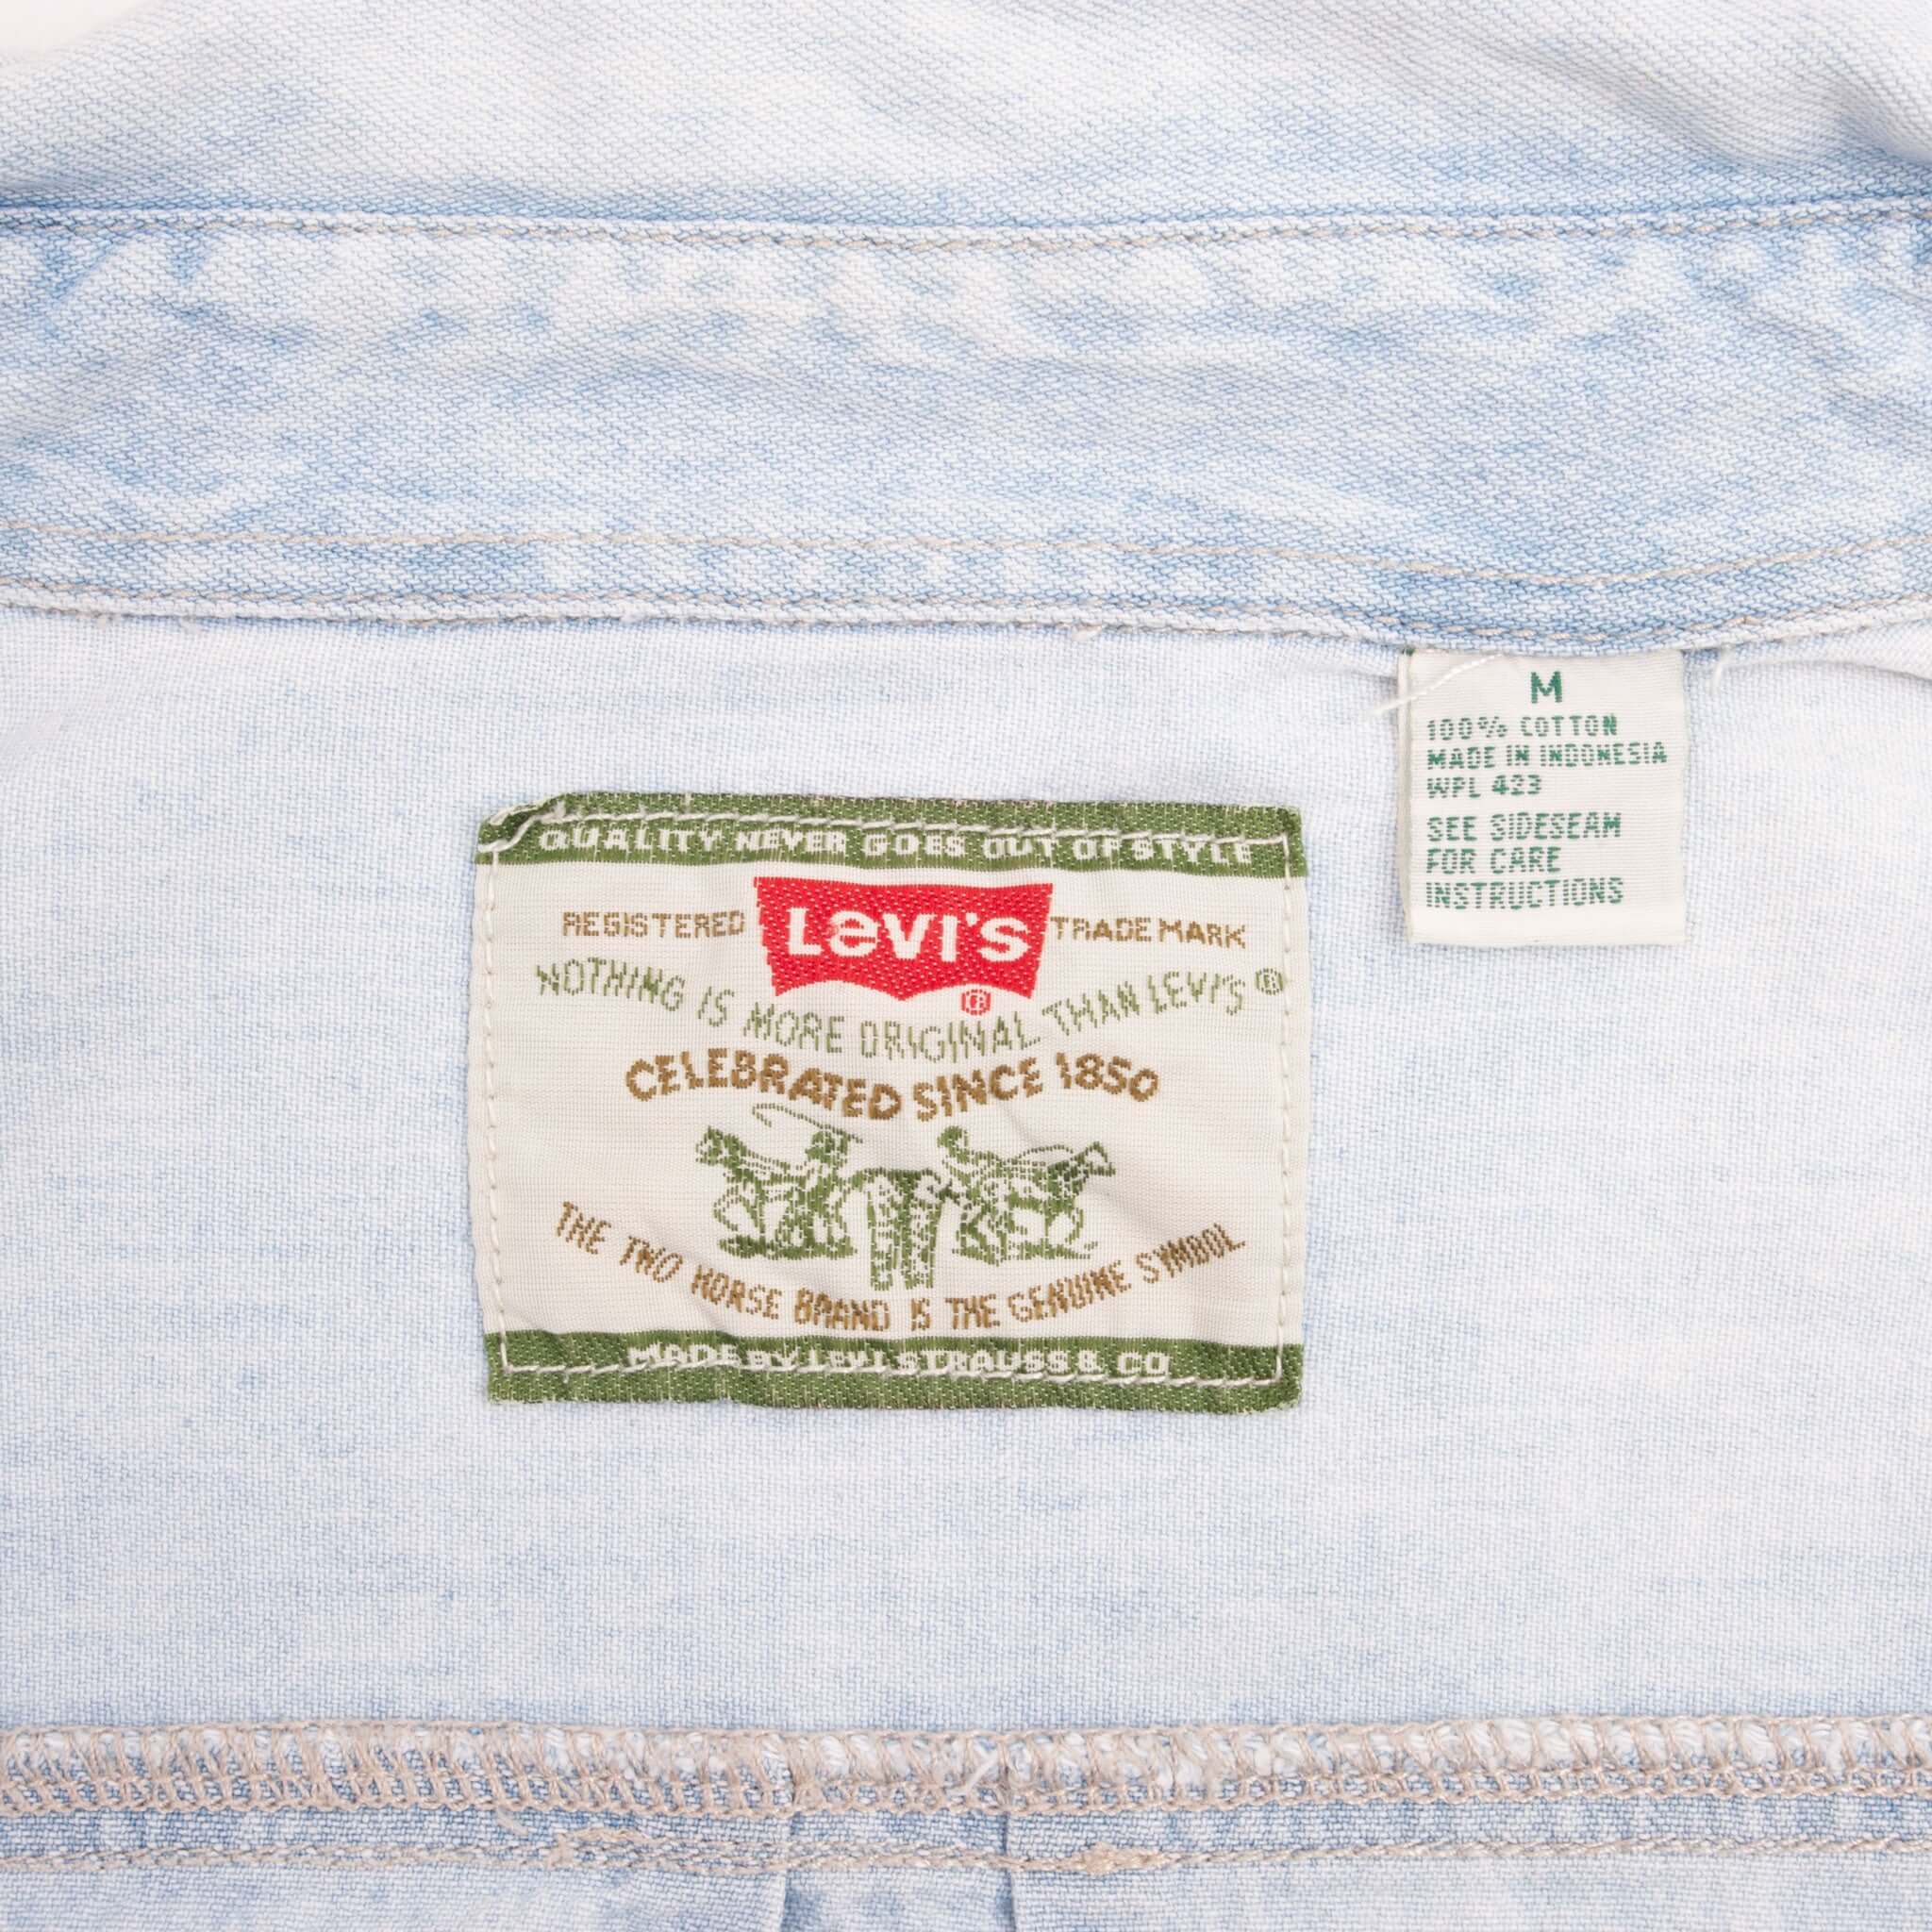 M
100% COTTON
MADE IN INDONESIA
WPL 423
SEE SIDESEAM
FOR CARE
INSTRUCTIONS
QUALITY NEVER GOES OUT OF STYLE
REGISTERED LEVI'S TRADEMARK
®
NOTHING IS MORE ORIGINAL THAN LEVI'S ®
CELEBRATED SINCE 1850
THE TWO HORSE BRAND IS THE GENUINE SYMBOL
MADE BY LEVI STRAUSS & CO